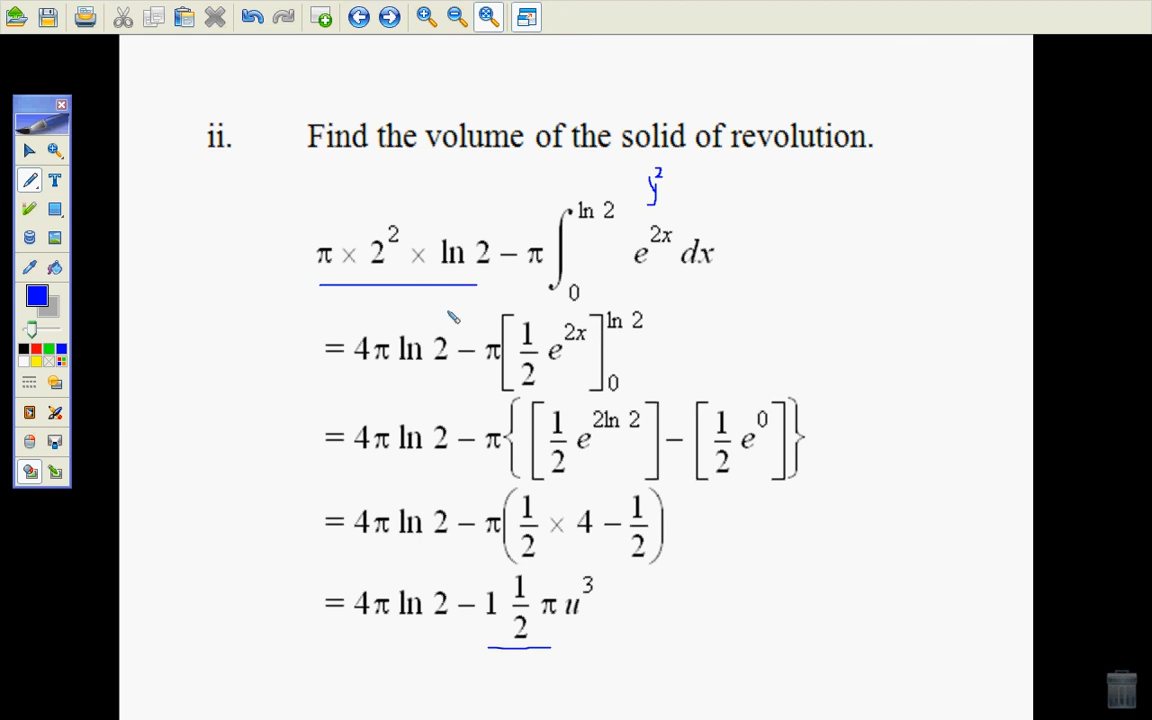 ii. Find the volume of the solid of revolution.
y²
π × 2² × ln 2 − π ∫₀^{ln 2} e^{2x} dx
= 4π ln 2 − π[1/2 e^{2x}]₀^{ln 2}
= 4π ln 2 − π{[1/2 e^{2ln 2}] − [1/2 e⁰]}
= 4π ln 2 − π(1/2 × 4 − 1/2)
= 4π ln 2 − 1 1/2 π u³